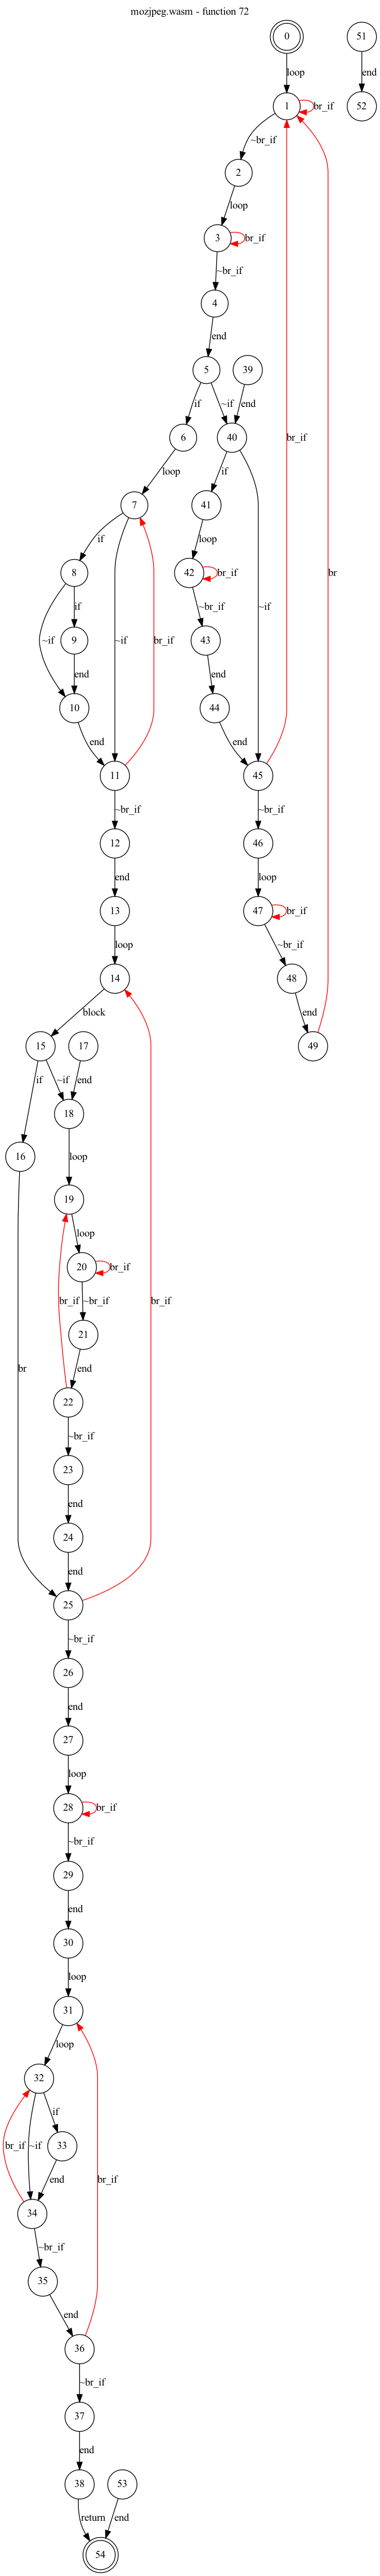 mozjpeg.wasm - function 72
0 51
loop end
1 br_if 52
~br_if
2
loop
3 br_if
~br_if
4
end
5 39
if ~if end
6 40
loop if
7 41
if loop
8 42 br_if br_if
if ~br_if br
9 43
~if ~if br_if ~if
end end
10 44
end end
11 45
~br_if ~br_if
12 46
end loop
13 47 br_if
loop ~br_if
14 48
block end
15 17 49
if ~if end
16 18
loop
19
loop
20 br_if
br_if ~br_if br_if
21
end
br 22
~br_if
23
end
24
end
25
~br_if
26
end
27
loop
28 br_if
~br_if
29
end
30
loop
31
loop
32
if
33
br_if ~if
end br_if
34
~br_if
35
end
36
~br_if
37
end
38 53
return end
54